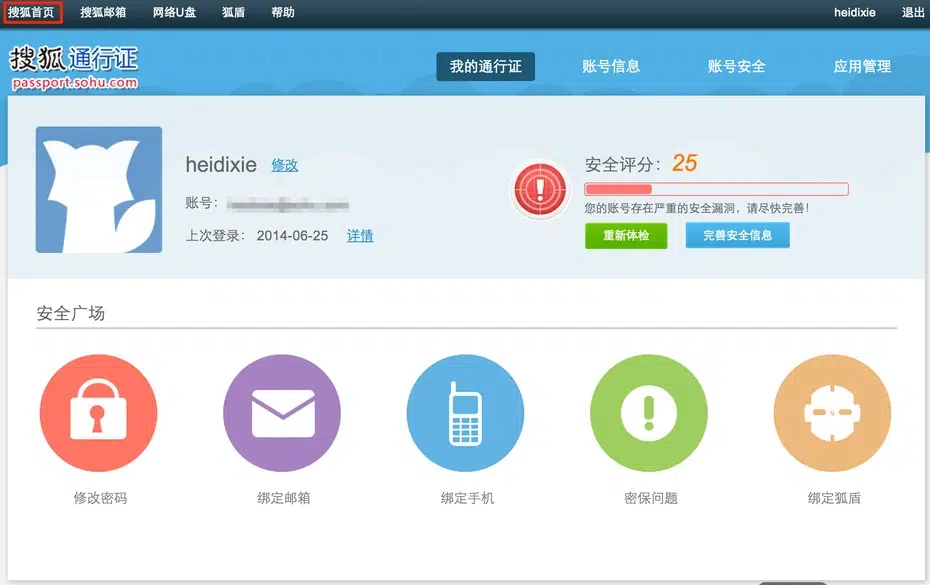 搜狐首页 搜狐邮箱 网络U盘 狐盾 帮助 heidixie 退出
搜狐通行证
passport.sohu.com
我的通行证 账号信息 账号安全 应用管理
heidixie 修改
安全评分： 25
账号：
您的账号存在严重的安全漏洞，请尽快完善！
上次登录： 2014-06-25 详情
重新体检 完善安全信息
安全广场
修改密码 绑定邮箱 绑定手机 密保问题 绑定狐盾